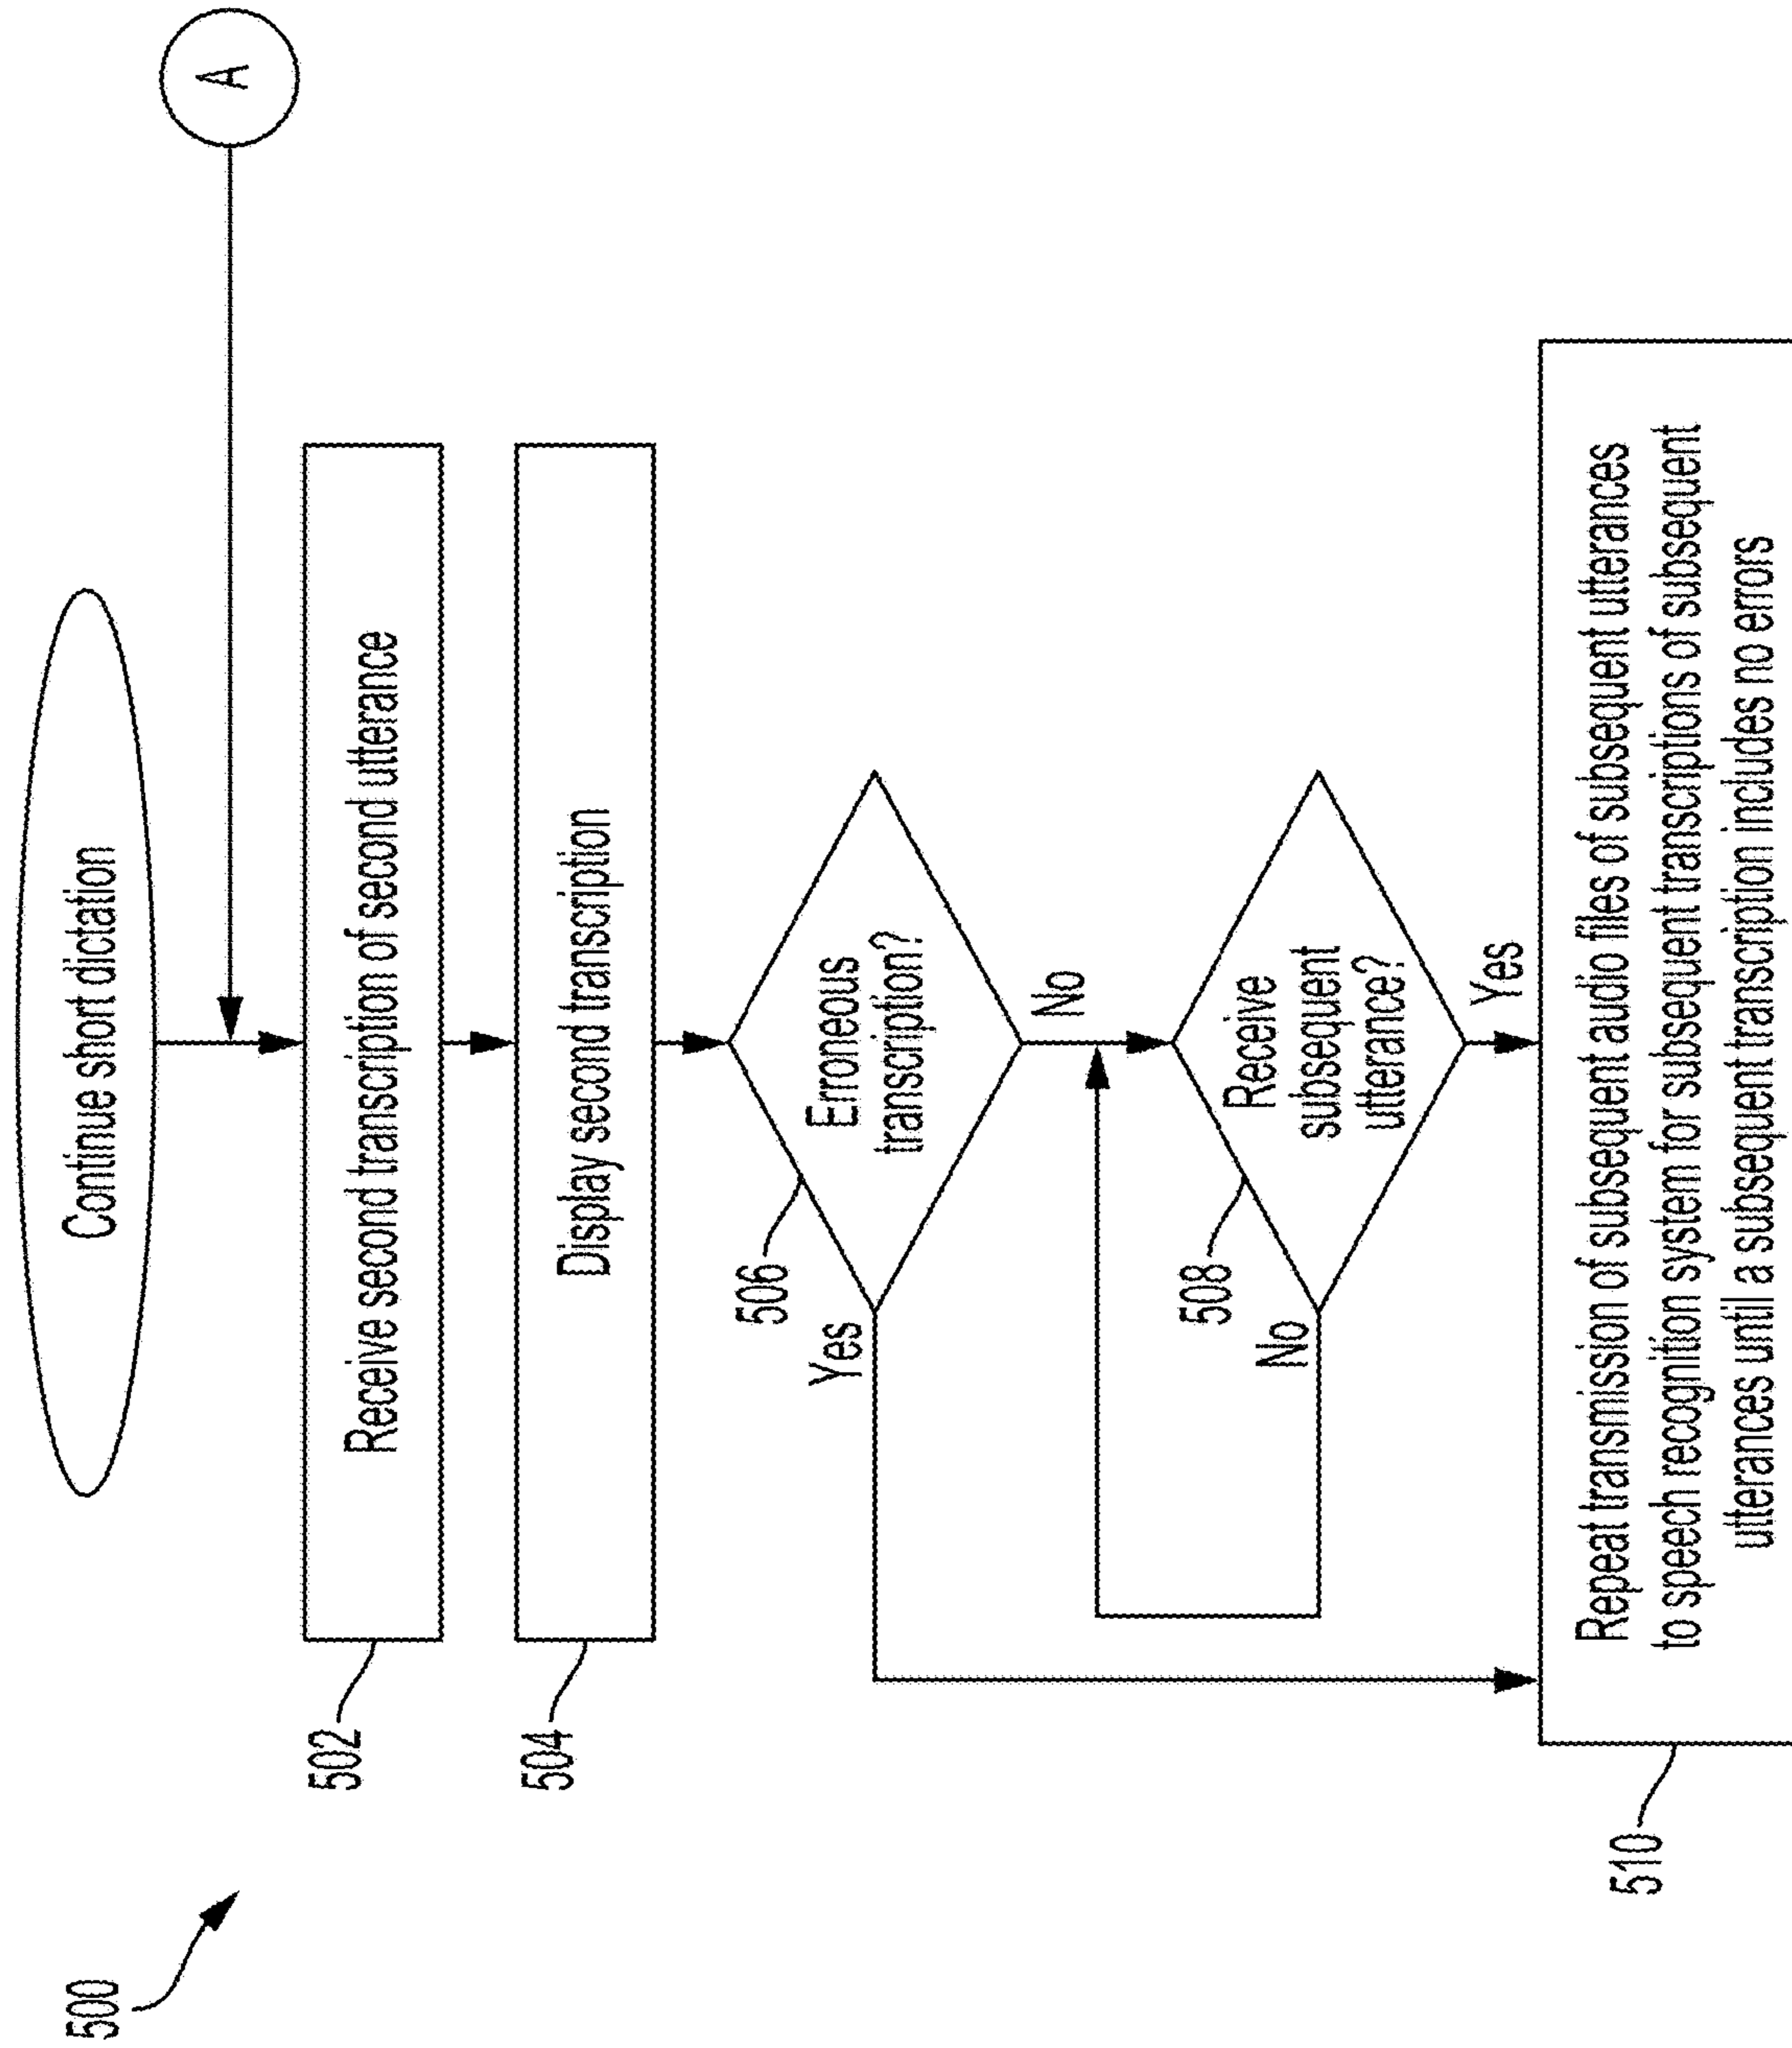 500
Continue short dictation
A
502
Receive second transcription of second utterance
504
Display second transcription
506
Erroneous
transcription?
Yes
No
508
Receive
subsequent
utterance?
No
Yes
510
Repeat transmission of subsequent audio files of subsequent utterances
to speech recognition system for subsequent transcriptions of subsequent
utterances until a subsequent transcription includes no errors